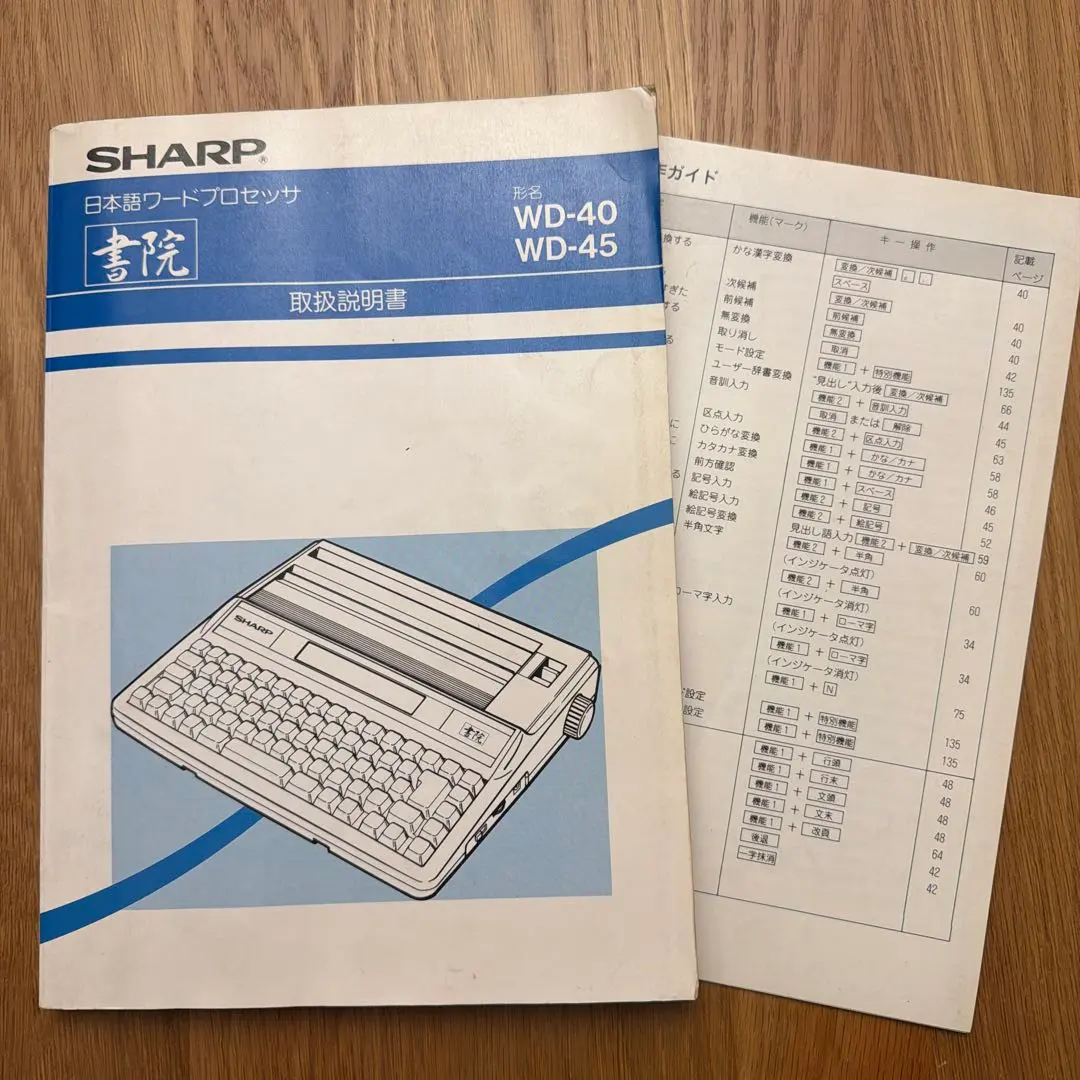 SHARP®
日本語ワードプロセッサ
書院
形名
WD-40
WD-45
取扱説明書
SHARP
書院
ガイド
機能(マーク)
キー操作
記載
ページ
換する
かな漢字変換
変換/次候補
40
すぎた
次候補
スペース
する
前候補
変換/次候補
40
無変換
前候補
40
取り消し
無変換
40
モード設定
取消
42
ユーザー辞書変換
機能1 + 特別機能
135
音訓入力
"見出し"入力後 変換/次候補
66
機能2 + 音訓入力
44
取消 または 解除
に
区点入力
機能2 + 区点入力
45
に
ひらがな変換
機能1 + かな/カナ
63
カタカナ変換
機能1 + かな/カナ
58
前方確認
機能1 + スペース
58
る
記号入力
機能2 + 記号
46
絵記号入力
機能2 + 絵記号
45
絵記号変換
見出し語入力 機能2 + 変換/次候補
52
半角文字
機能2 + 半角
59
(インジケータ点灯)
60
機能2 + 半角
(インジケータ消灯)
60
ローマ字入力
機能1 + ローマ字
(インジケータ点灯)
34
機能1 + ローマ字
(インジケータ消灯)
34
機能1 + N
75
ド設定
機能1 + 特別機能
135
設定
機能1 + 特別機能
135
機能1 + 行頭
48
機能1 + 行末
48
機能1 + 文頭
48
機能1 + 文末
48
機能1 + 改頁
64
後退
42
一字抹消
42